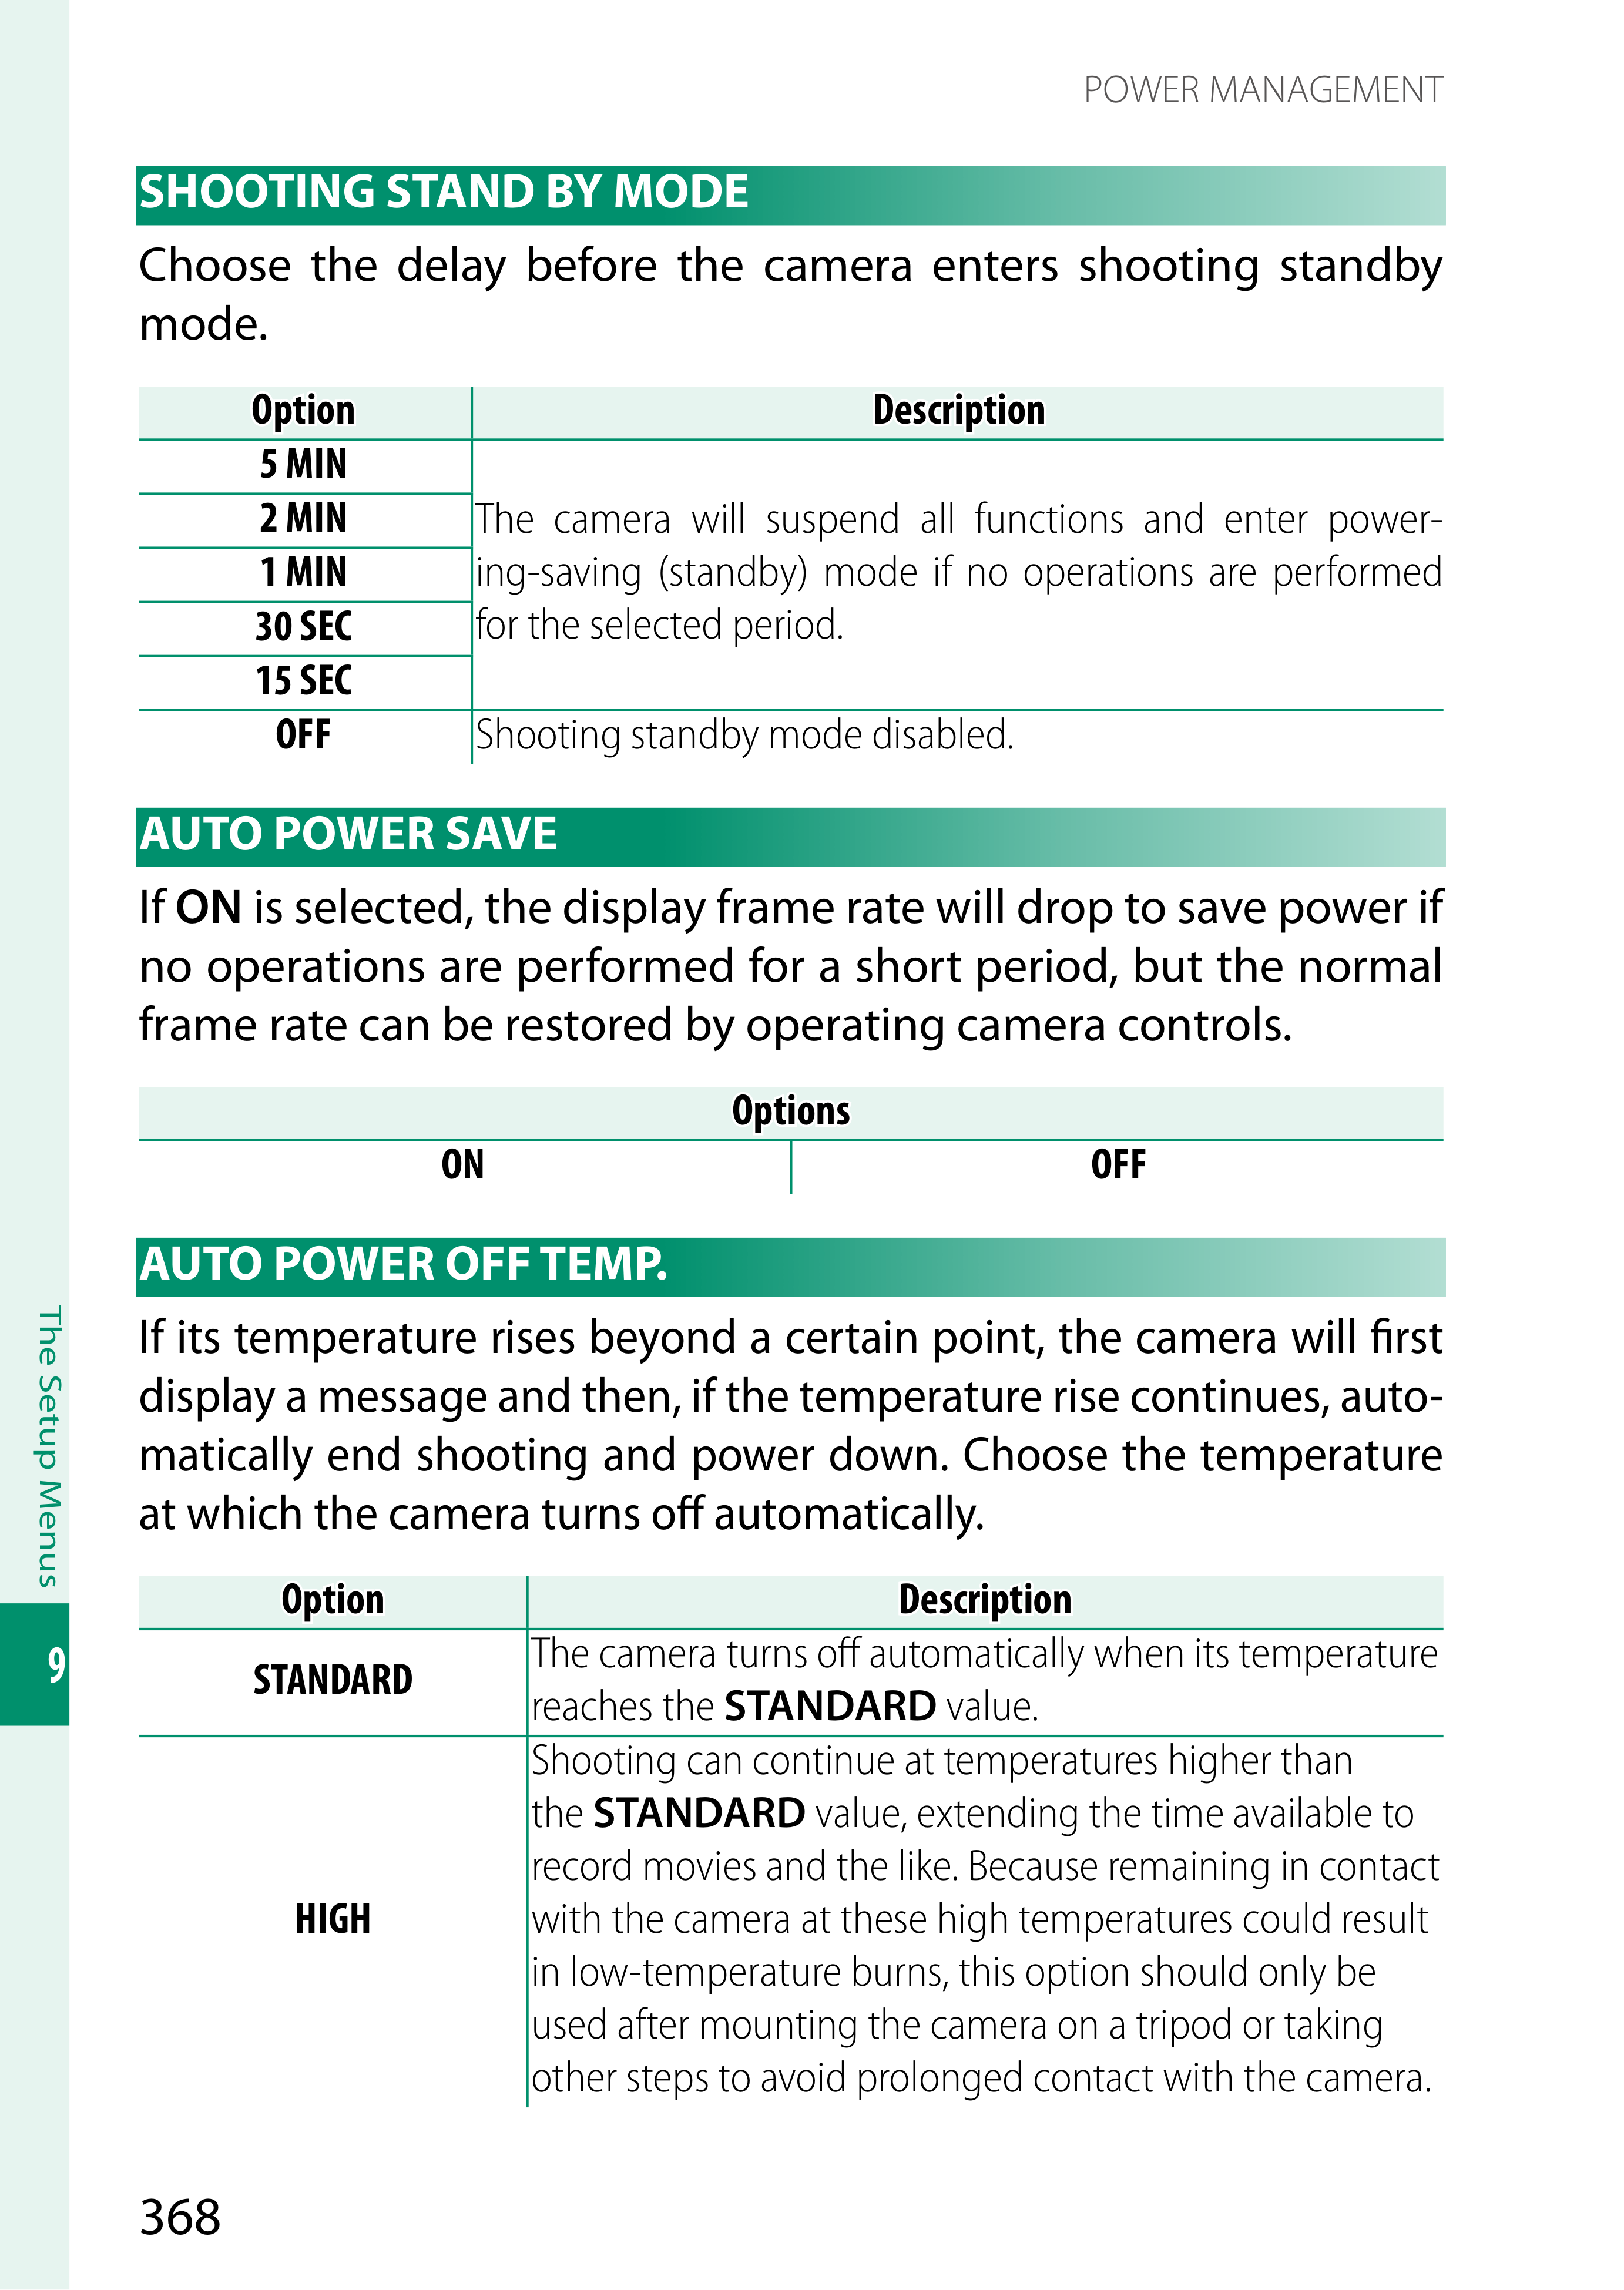 POWER MANAGEMENT
SHOOTING STAND BY MODE
Choose the delay before the camera enters shooting standby
mode.
Option
Description
5 MIN
2 MIN
1 MIN
30 SEC
15 SEC
The camera will suspend all functions and enter power-
ing-saving (standby) mode if no operations are performed
for the selected period.
OFF
Shooting standby mode disabled.
AUTO POWER SAVE
If ON is selected, the display frame rate will drop to save power if
no operations are performed for a short period, but the normal
frame rate can be restored by operating camera controls.
Options
ON
OFF
AUTO POWER OFF TEMP.
If its temperature rises beyond a certain point, the camera will first
display a message and then, if the temperature rise continues, auto-
matically end shooting and power down. Choose the temperature
at which the camera turns off automatically.
Option
Description
STANDARD
The camera turns off automatically when its temperature
reaches the STANDARD value.
HIGH
Shooting can continue at temperatures higher than
the STANDARD value, extending the time available to
record movies and the like. Because remaining in contact
with the camera at these high temperatures could result
in low-temperature burns, this option should only be
used after mounting the camera on a tripod or taking
other steps to avoid prolonged contact with the camera.
The Setup Menus
9
368